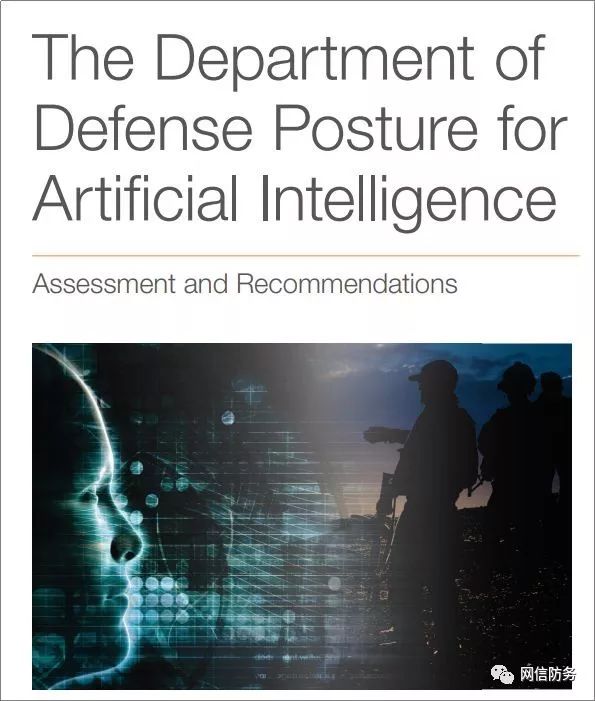 The Department of
Defense Posture for
Artificial Intelligence
Assessment and Recommendations
网信防务